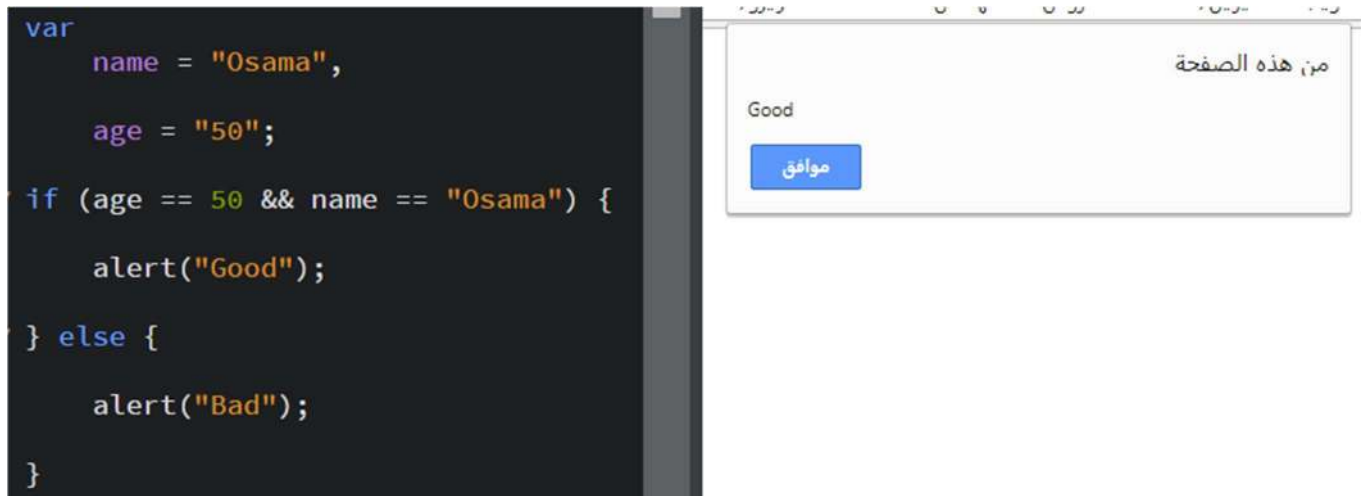 var
name = "Osama",
age = "50";
if (age == 50 && name == "Osama") {
alert("Good");
} else {
alert("Bad");
}
من هذه الصفحة
Good
موافق